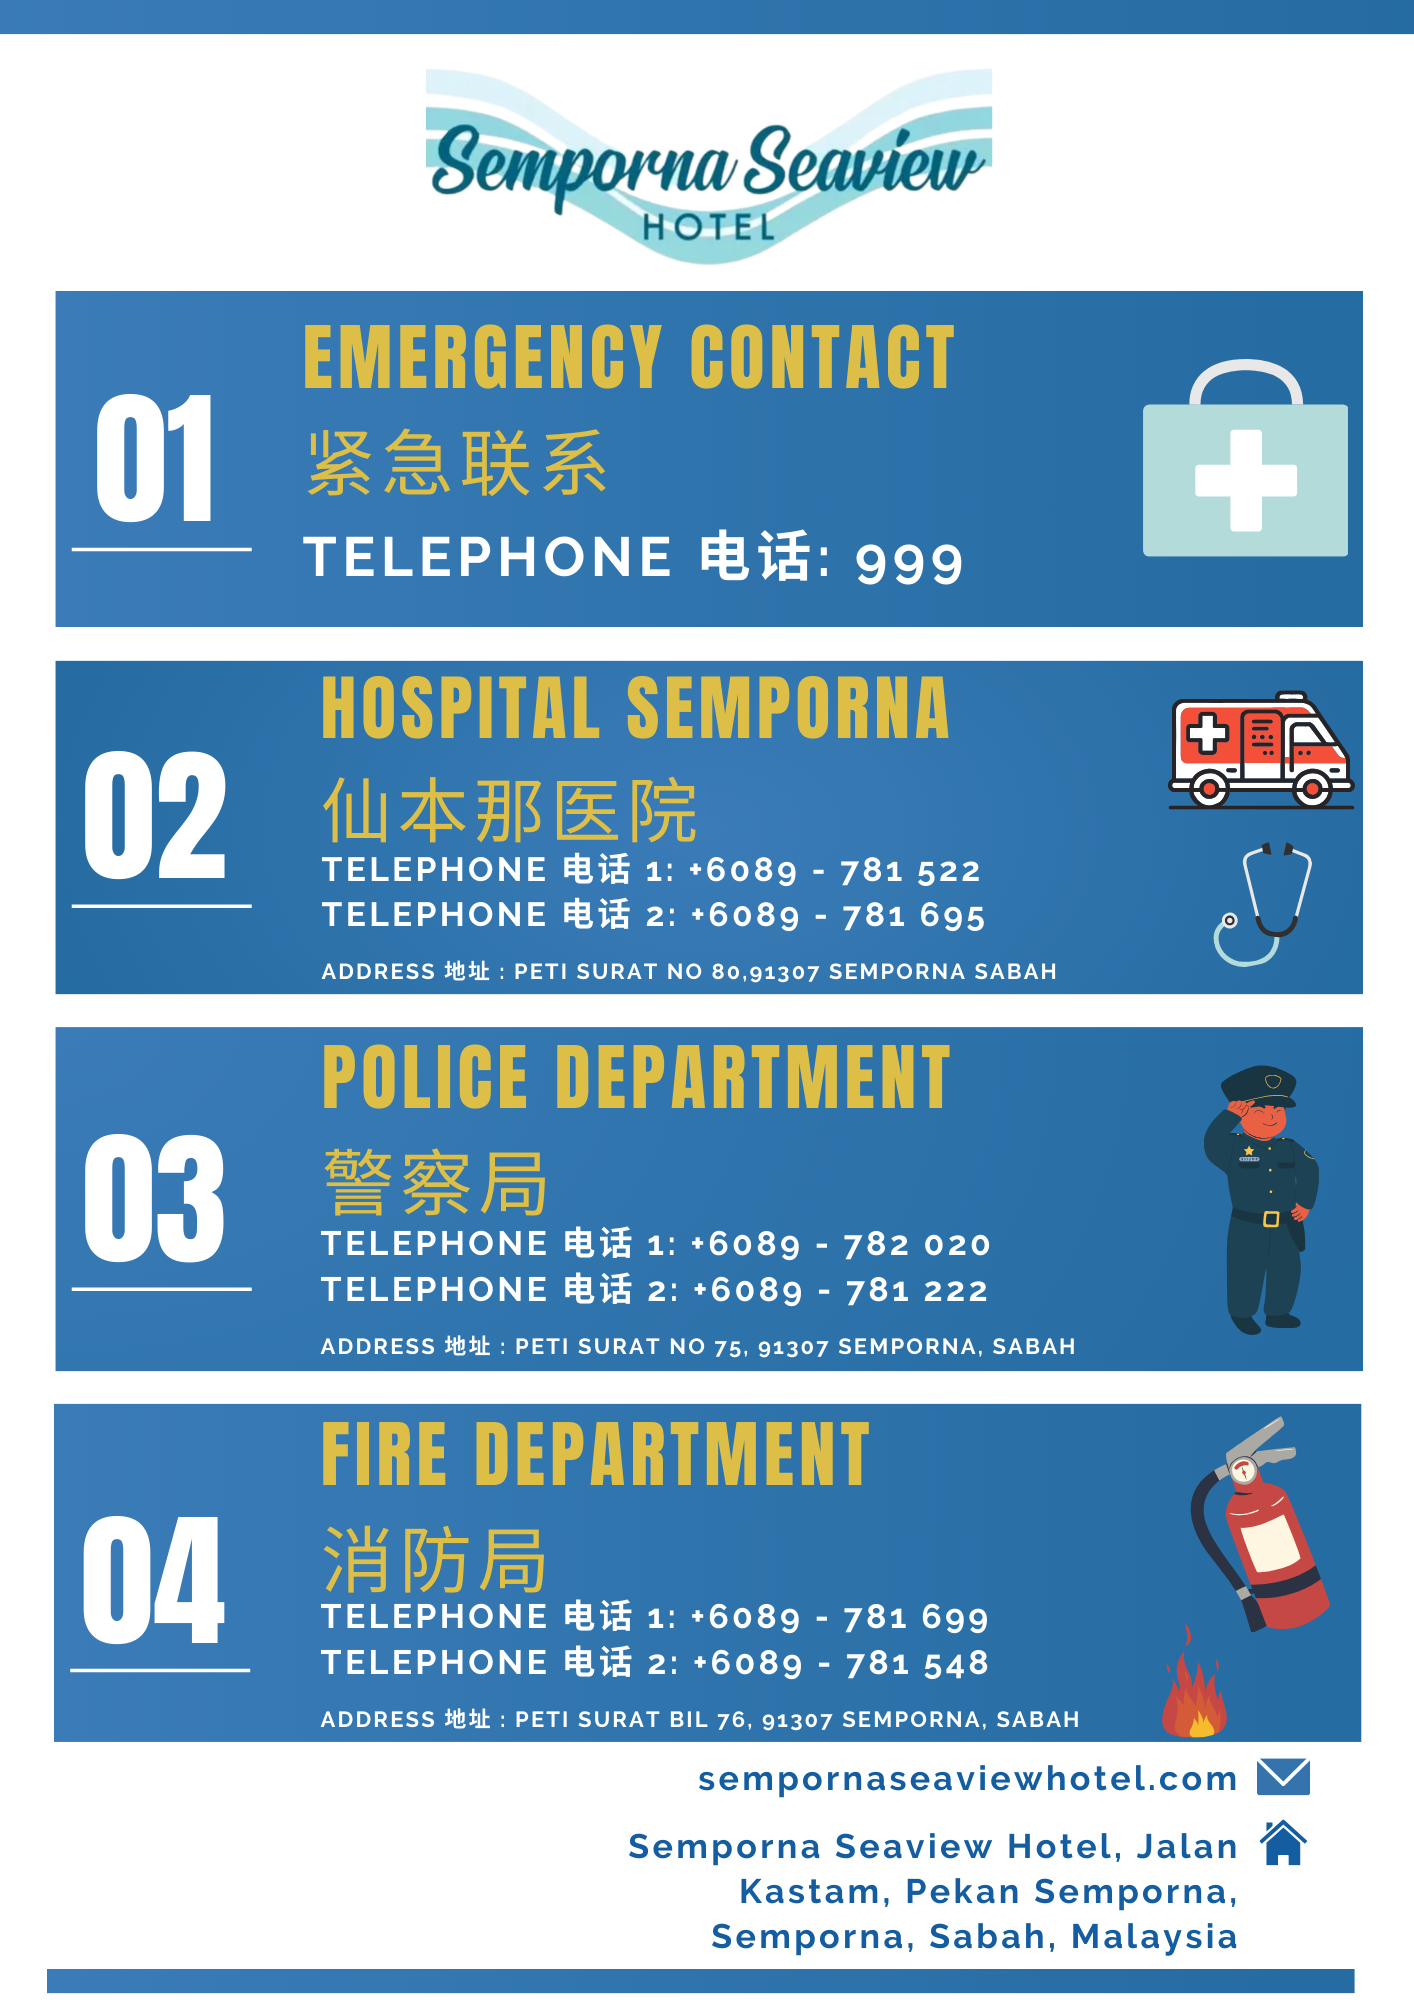 Semporna Seaview
HOTEL
01
EMERGENCY CONTACT
紧急联系
TELEPHONE 电话: 999
02
HOSPITAL SEMPORNA
仙本那医院
TELEPHONE 电话 1: +6089 - 781 522
TELEPHONE 电话 2: +6089 - 781 695
ADDRESS 地址 : PETI SURAT NO 80,91307 SEMPORNA SABAH
03
POLICE DEPARTMENT
警察局
TELEPHONE 电话 1: +6089 - 782 020
TELEPHONE 电话 2: +6089 - 781 222
ADDRESS 地址 : PETI SURAT NO 75, 91307 SEMPORNA, SABAH
04
FIRE DEPARTMENT
消防局
TELEPHONE 电话 1: +6089 - 781 699
TELEPHONE 电话 2: +6089 - 781 548
ADDRESS 地址 : PETI SURAT BIL 76, 91307 SEMPORNA, SABAH
sempornaseaviewhotel.com
Semporna Seaview Hotel, Jalan
Kastam, Pekan Semporna,
Semporna, Sabah, Malaysia